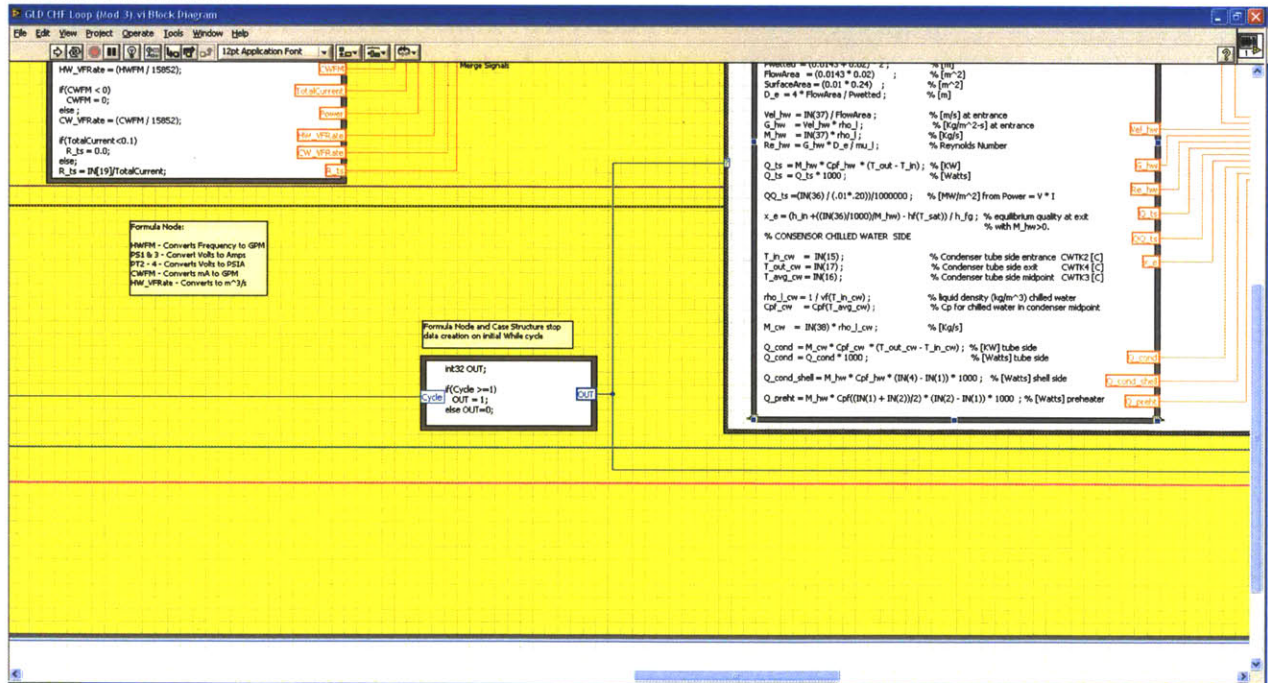 GLD CHF Loop (Mod 3).vi Block Diagram
File Edit View Project Operate Tools Window Help
12pt Application Font
HW_VFRate = (HWFM / 15852);
if(CWFM < 0)
CWFM = 0;
else ;
CW_VFRate = (CWFM / 15852);
if(TotalCurrent<0.1)
R_ts = 0.0;
else;
R_ts = IN[19]/TotalCurrent;
CWFM
TotalCurrent
Power
HW_VFRate
CW_VFRate
R_ts
Merge Signals
Formula Node:
HWFM - Converts Frequency to GPM
PS1 & 3 - Convert Volts to Amps
PT2 - 4 - Converts Volts to PSIA
CWFM - Converts mA to GPM
HW_VFRate - Converts to m^3/s
Formula Node and Case Structure stop
data creation on initial While cycle
int32 OUT;
if(Cycle >=1)
OUT = 1;
else OUT=0;
Cycle
OUT
Pwetted = (0.0143 + 0.02) * 2 ; % [m]
FlowArea = (0.0143 * 0.02) ; % [m^2]
SurfaceArea = (0.01 * 0.24) ; % [m^2]
D_e = 4 * FlowArea / Pwetted ; % [m]
Vel_hw = IN(37) / FlowArea ; % [m/s] at entrance
G_hw = Vel_hw * rho_l ; % [Kg/m^2-s] at entrance
M_hw = IN(37) * rho_l ; % [Kg/s]
Re_hw = G_hw * D_e / mu_l ; % Reynolds Number
Q_ts = M_hw * Cpf_hw * (T_out - T_in) ; % [KW]
Q_ts = Q_ts * 1000 ; % [Watts]
QQ_ts =(IN(36) / (.01*.20))/1000000 ; % [MW/m^2] from Power = V * I
x_e = (h_in +((IN(36)/1000)/M_hw) - hf(T_sat)) / h_fg ; % equilibrium quality at exit
% with M_hw>0.
% CONSENSOR CHILLED WATER SIDE
T_in_cw = IN(15) ; % Condenser tube side entrance CWTK2 [C]
T_out_cw = IN(17) ; % Condenser tube side exit CWTK4 [C]
T_avg_cw = IN(16) ; % Condenser tube side midpoint CWTK3 [C]
rho_l_cw = 1 / vf(T_in_cw) ; % liquid density (kg/m^3) chilled water
Cpf_cw = Cpf(T_avg_cw) ; % Cp for chilled water in condenser midpoint
M_cw = IN(38) * rho_l_cw ; % [Kg/s]
Q_cond = M_cw * Cpf_cw * (T_out_cw - T_in_cw) ; % [KW] tube side
Q_cond = Q_cond * 1000 ; % [Watts] tube side
Q_cond_shell = M_hw * Cpf_hw * (IN(4) - IN(1)) * 1000 ; % [Watts] shell side
Q_preht = M_hw * Cpf((IN(1) + IN(2))/2) * (IN(2) - IN(1)) * 1000 ; % [Watts] preheater
Vel_hw
G_hw
Re_hw
Q_ts
QQ_ts
x_e
Q_cond
Q_cond_shell
Q_preht